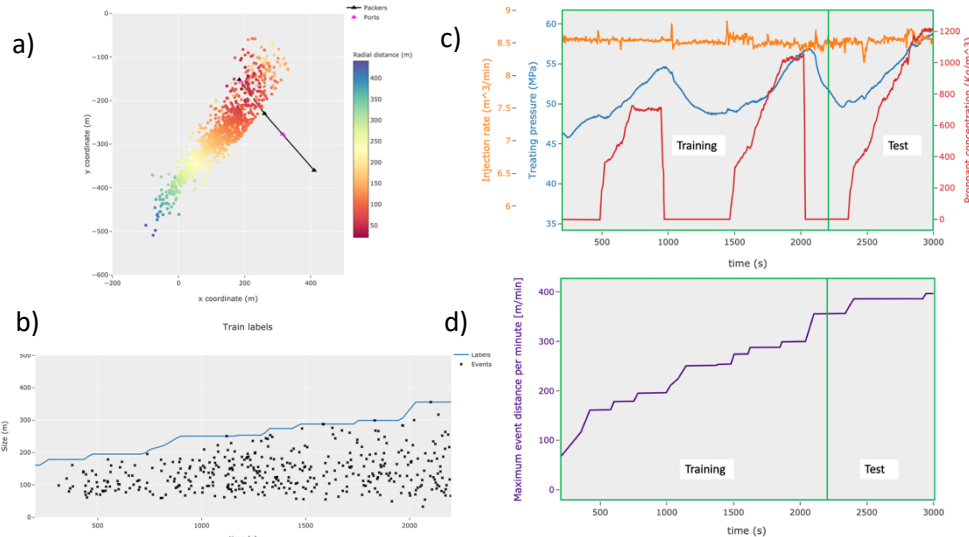 a)
Packers
Ports
Radial distance (m)
400
350
300
250
200
150
100
50
0
−100
−200
−300
−400
−500
−600
y coordinate (m)
−200
0
200
400
x coordinate (m)
b)
Train labels
Labels
Events
500
400
300
200
100
0
Size (m)
500
1000
1500
2000
c)
9
8.5
8
7.5
7
6.5
6
Injection rate (m^3/min)
60
55
50
45
40
35
Treating pressure (MPa)
Training
Test
1200
1000
800
600
400
200
0
Proppant concentration (Kg/m^3)
500
1000
1500
2000
2500
3000
time (s)
d)
400
300
200
100
0
Maximum event distance per minute [m/min]
Training
Test
500
1000
1500
2000
2500
3000
time (s)